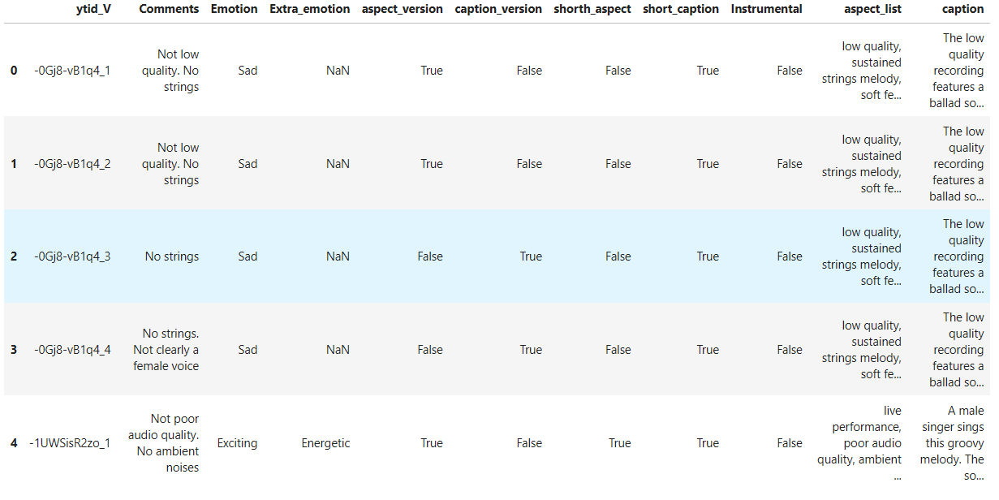 ytid_V Comments Emotion Extra_emotion aspect_version caption_version shorth_aspect short_caption Instrumental aspect_list caption
0 -0Gj8-vB1q4_1 Not low quality. No strings Sad NaN True False False True False low quality, sustained strings melody, soft fe... The low quality recording features a ballad so...
1 -0Gj8-vB1q4_2 Not low quality. No strings Sad NaN True False False True False low quality, sustained strings melody, soft fe... The low quality recording features a ballad so...
2 -0Gj8-vB1q4_3 No strings Sad NaN False True False True False low quality, sustained strings melody, soft fe... The low quality recording features a ballad so...
3 -0Gj8-vB1q4_4 No strings. Not clearly a female voice Sad NaN False True False True False low quality, sustained strings melody, soft fe... The low quality recording features a ballad so...
4 -1UWSisR2zo_1 Not poor audio quality. No ambient noises Exciting Energetic True False True True False live performance, poor audio quality, ambient ... A male singer sings this groovy melody. The so...